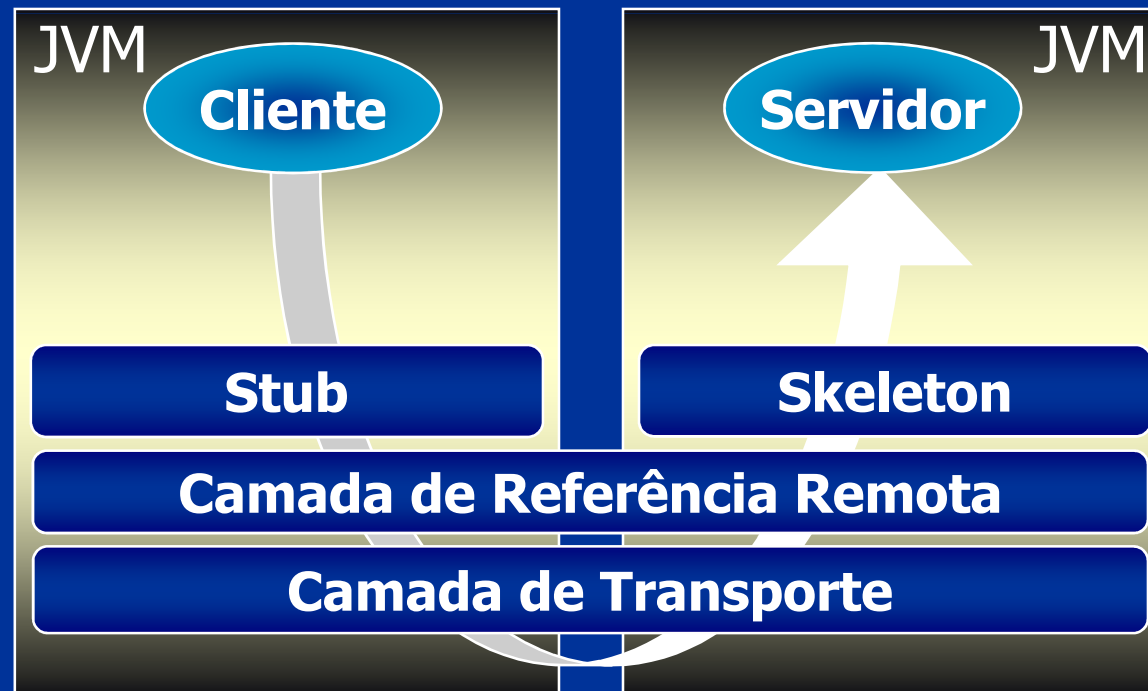 JVM
Cliente
JVM
Servidor
Stub
Skeleton
Camada de Referência Remota
Camada de Transporte